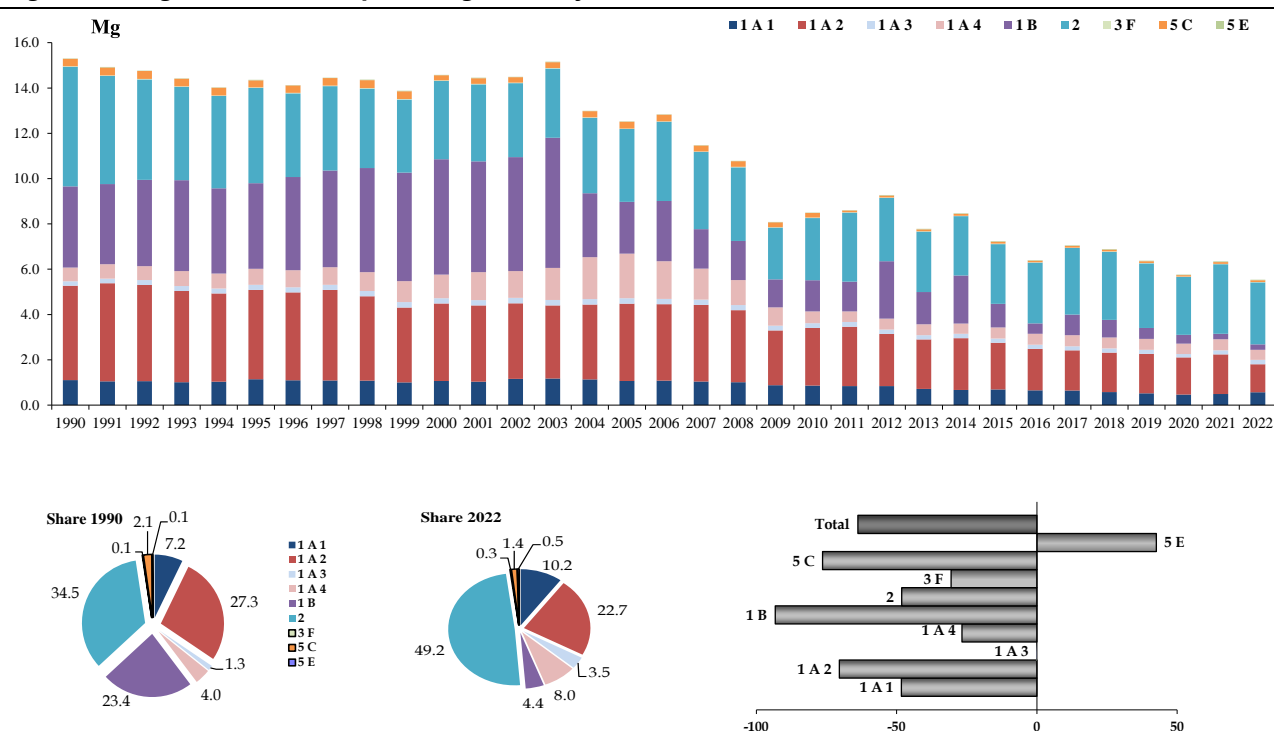 Mg
1 A 1 1 A 2 1 A 3 1 A 4 1 B 2 3 F 5 C 5 E
16.0
14.0
12.0
10.0
8.0
6.0
4.0
2.0
0.0
1990 1991 1992 1993 1994 1995 1996 1997 1998 1999 2000 2001 2002 2003 2004 2005 2006 2007 2008 2009 2010 2011 2012 2013 2014 2015 2016 2017 2018 2019 2020 2021 2022
Share 1990
0.1
2.1
0.1
7.2
34.5
27.3
1.3
4.0
23.4
1 A 1
1 A 2
1 A 3
1 A 4
1 B
2
3 F
5 C
5 E
Share 2022
0.3
1.4
0.5
10.2
22.7
49.2
3.5
8.0
4.4
Total
5 E
5 C
3 F
2
1 B
1 A 4
1 A 3
1 A 2
1 A 1
-100 -50 0 50